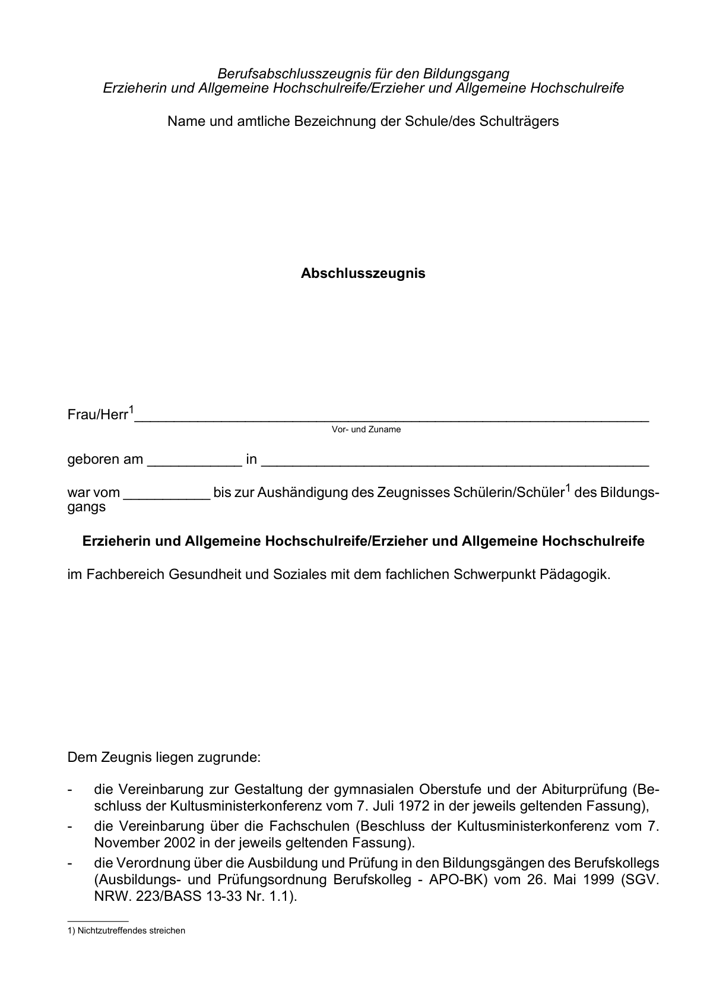 Berufsabschlusszeugnis für den Bildungsgang
Erzieherin und Allgemeine Hochschulreife/Erzieher und Allgemeine Hochschulreife
Name und amtliche Bezeichnung der Schule/des Schulträgers
Abschlusszeugnis
Frau/Herr1_________________________________________________________________
Vor- und Zuname
geboren am ____________ in _________________________________________________
war vom ___________ bis zur Aushändigung des Zeugnisses Schülerin/Schüler1 des Bildungs-
gangs
Erzieherin und Allgemeine Hochschulreife/Erzieher und Allgemeine Hochschulreife
im Fachbereich Gesundheit und Soziales mit dem fachlichen Schwerpunkt Pädagogik.
Dem Zeugnis liegen zugrunde:
- die Vereinbarung zur Gestaltung der gymnasialen Oberstufe und der Abiturprüfung (Be-
schluss der Kultusministerkonferenz vom 7. Juli 1972 in der jeweils geltenden Fassung),
- die Vereinbarung über die Fachschulen (Beschluss der Kultusministerkonferenz vom 7.
November 2002 in der jeweils geltenden Fassung).
- die Verordnung über die Ausbildung und Prüfung in den Bildungsgängen des Berufskollegs
(Ausbildungs- und Prüfungsordnung Berufskolleg - APO-BK) vom 26. Mai 1999 (SGV.
NRW. 223/BASS 13-33 Nr. 1.1).
1) Nichtzutreffendes streichen